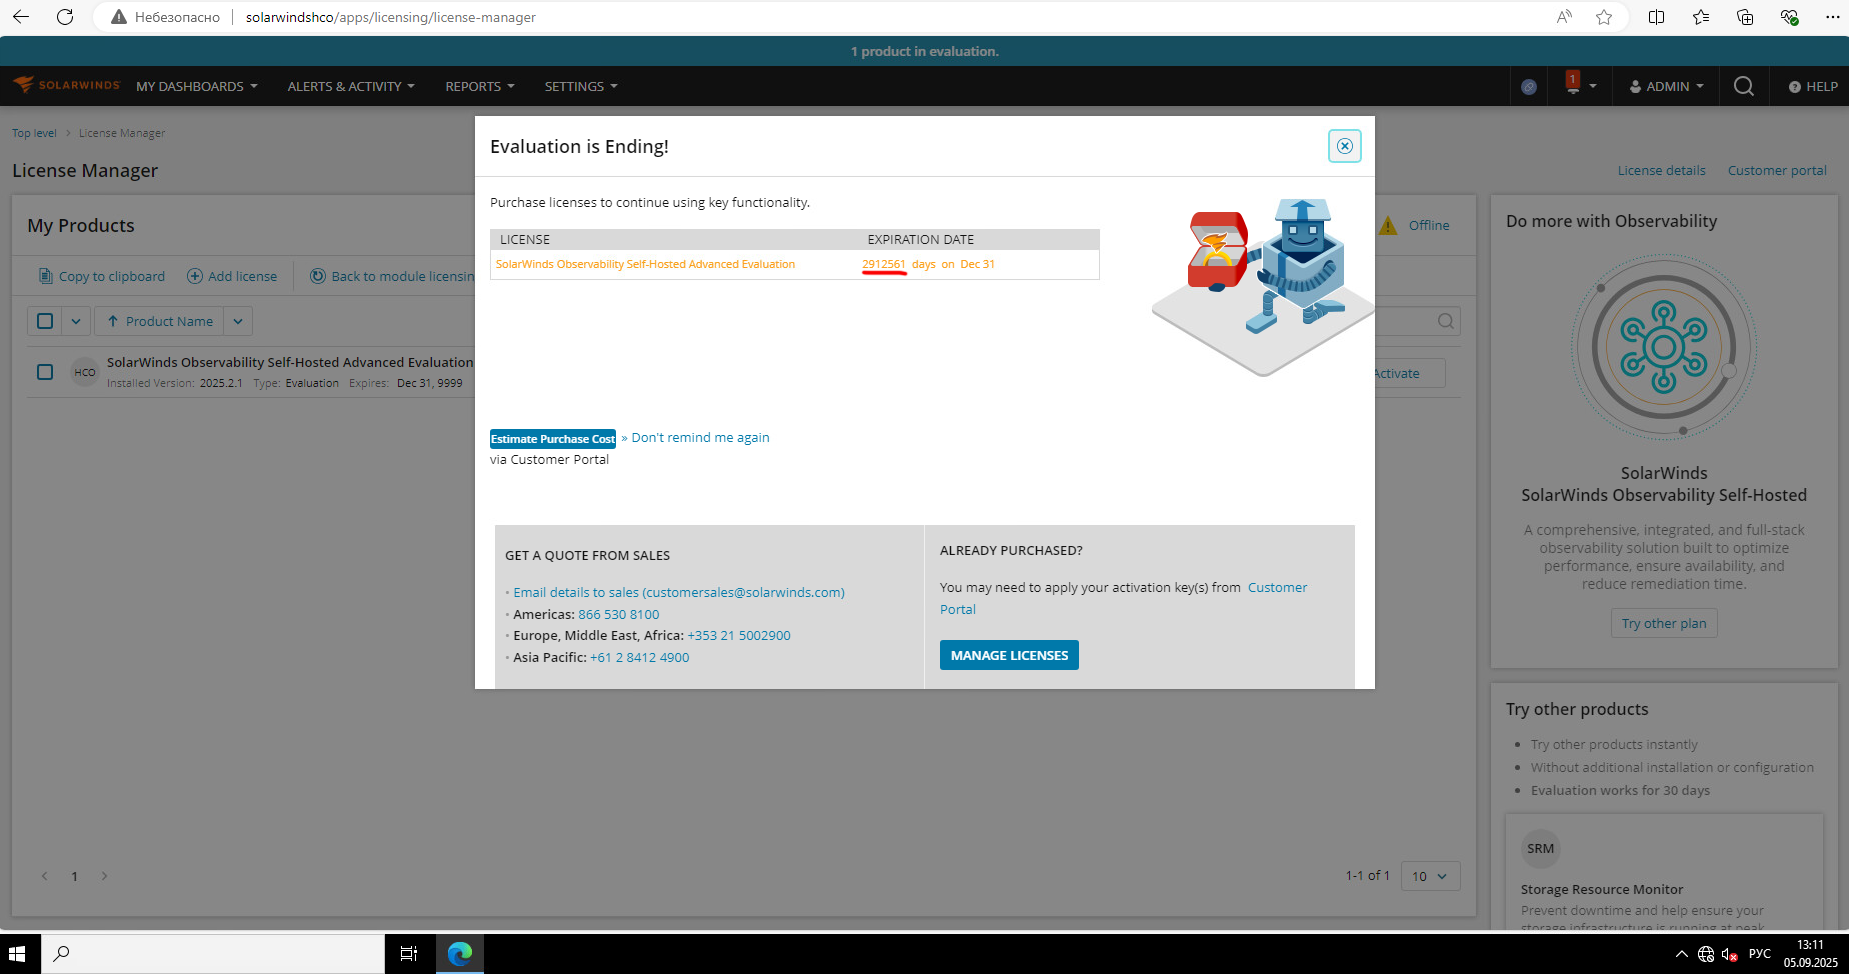 Небезопасно
solarwindshco/apps/licensing/license-manager
1 product in evaluation.
SOLARWINDS MY DASHBOARDS ALERTS & ACTIVITY REPORTS SETTINGS 1 ADMIN HELP
Top level > License Manager
License Manager
License details Customer portal
My Products
Offline
Copy to clipboard Add license Back to module licensin
Product Name
HCO
SolarWinds Observability Self-Hosted Advanced Evaluation
Installed Version: 2025.2.1 Type: Evaluation Expires: Dec 31, 9999
Activate
1
1-1 of 1 10
Evaluation is Ending!
Purchase licenses to continue using key functionality.
LICENSE EXPIRATION DATE
SolarWinds Observability Self-Hosted Advanced Evaluation 2912561 days on Dec 31
Estimate Purchase Cost » Don't remind me again
via Customer Portal
GET A QUOTE FROM SALES
Email details to sales (customersales@solarwinds.com)
Americas: 866 530 8100
Europe, Middle East, Africa: +353 21 5002900
Asia Pacific: +61 2 8412 4900
ALREADY PURCHASED?
You may need to apply your activation key(s) from Customer
Portal
MANAGE LICENSES
Do more with Observability
SolarWinds
SolarWinds Observability Self-Hosted
A comprehensive, integrated, and full-stack
observability solution built to optimize
performance, ensure availability, and
reduce remediation time.
Try other plan
Try other products
Try other products instantly
Without additional installation or configuration
Evaluation works for 30 days
SRM
Storage Resource Monitor
Prevent downtime and help ensure your
storage infrastructure is running at peak
РУС
13:11
05.09.2025